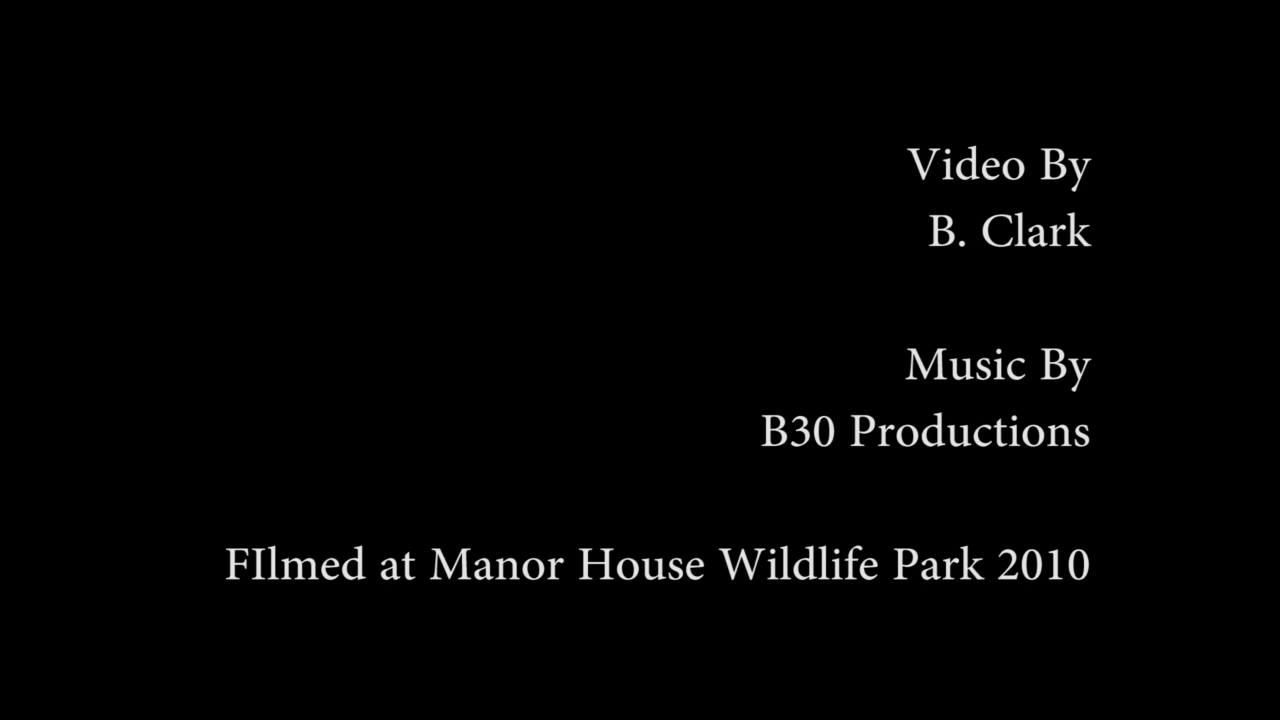 Video By
B. Clark
Music By
B30 Productions
FIlmed at Manor House Wildlife Park 2010